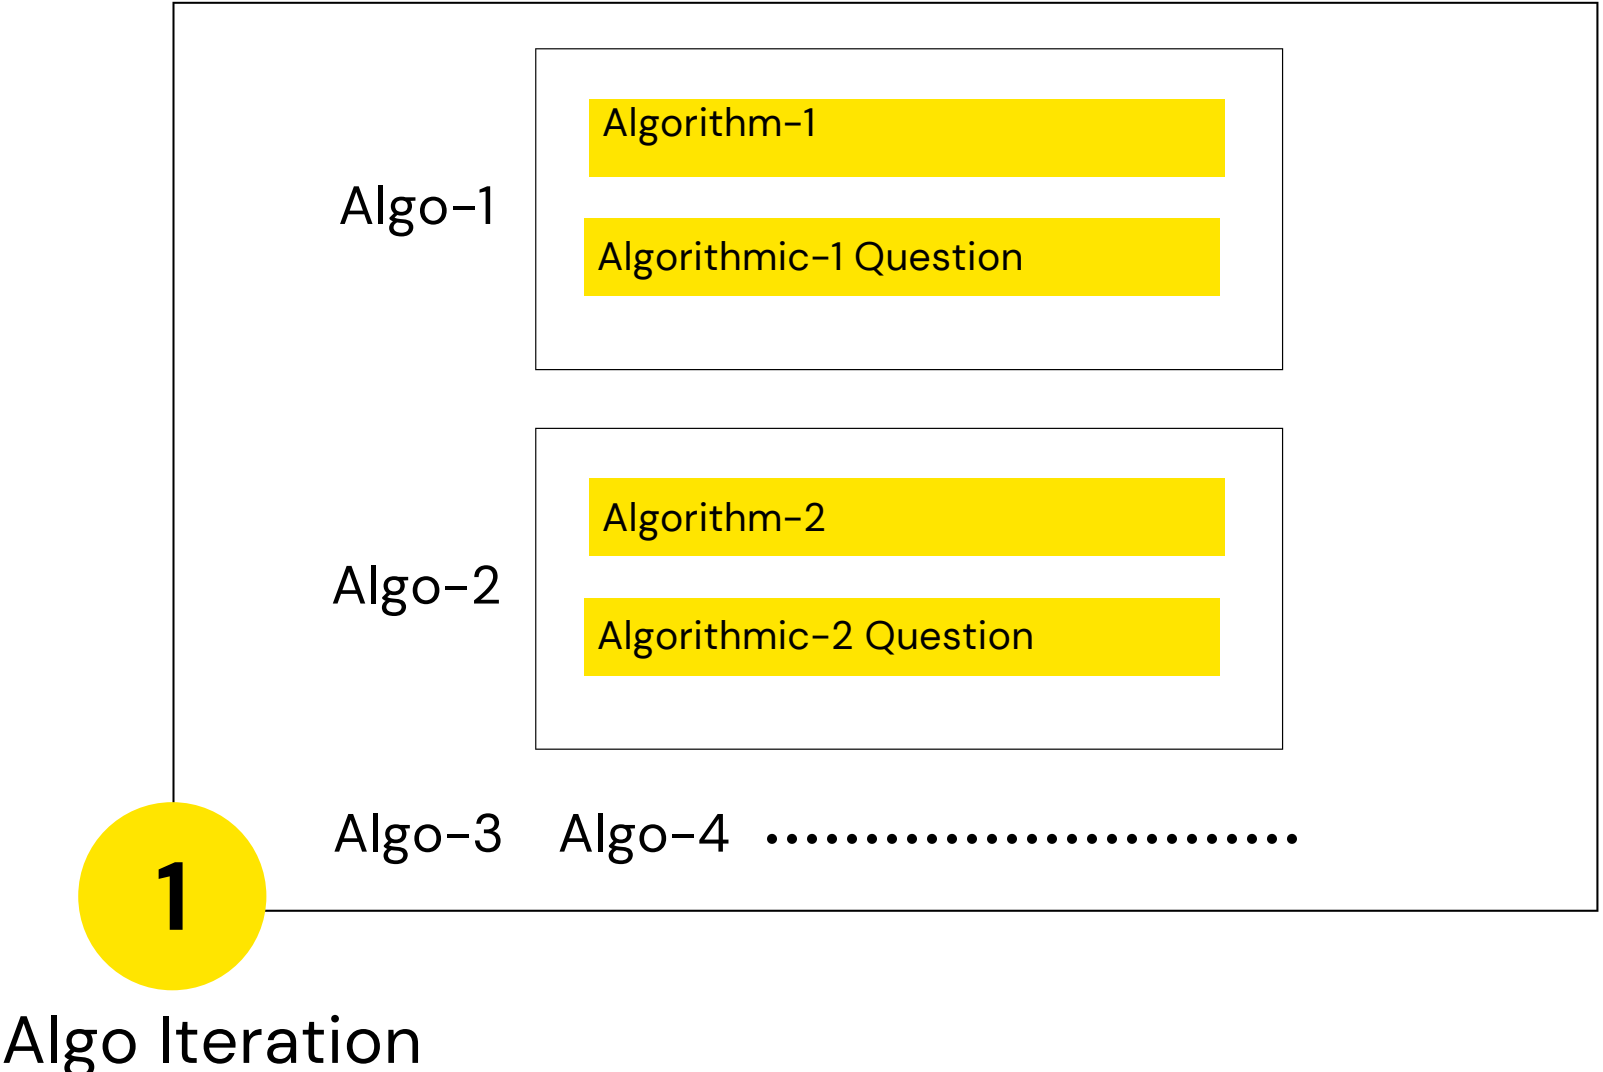 Algorithm-1
Algo-1
Algorithmic-1 Question
Algorithm-2
Algo-2
Algorithmic-2 Question
Algo-3 Algo-4 ...........................
1
Algo Iteration